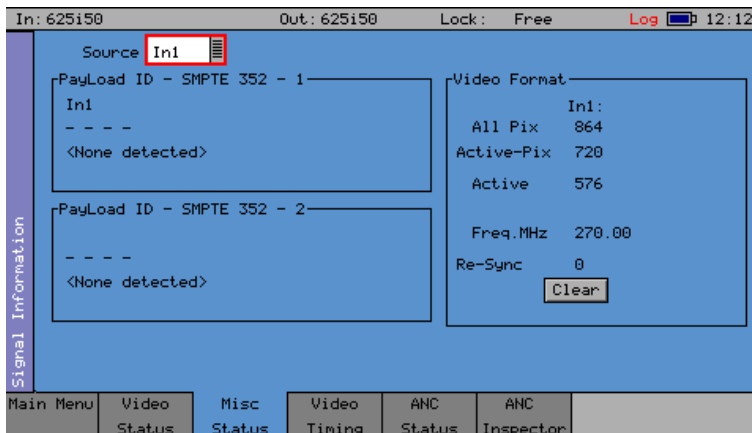 In:625i50 Out:625i50 Lock: Free Log 12:12
Source In1
PayLoad ID - SMPTE 352 - 1
In1
- - - -
<None detected>
PayLoad ID - SMPTE 352 - 2
- - - -
<None detected>
Video Format
In1:
All Pix 864
Active-Pix 720
Active 576
Freq.MHz 270.00
Re-Sync 0
Clear
Signal Information
Main Menu
Video Status
Misc Status
Video Timing
ANC Status
ANC Inspector